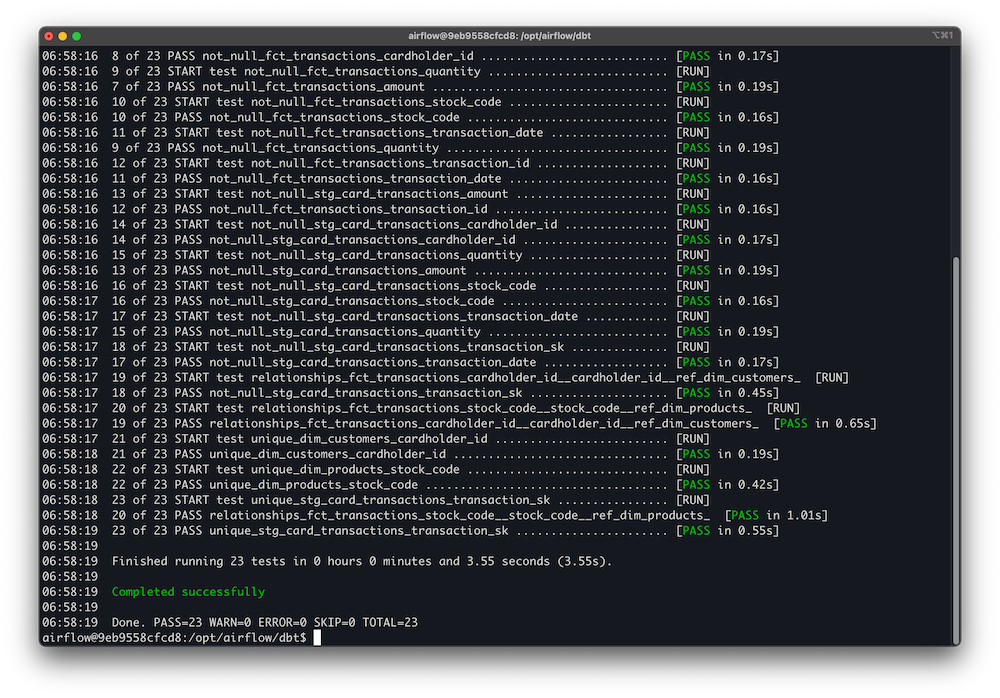 airflow@9eb9558cfcd8: /opt/airflow/dbt ⌥⌘1
06:58:16  8 of 23 PASS not_null_fct_transactions_cardholder_id ........................... [PASS in 0.17s]
06:58:16  9 of 23 START test not_null_fct_transactions_quantity ........................... [RUN]
06:58:16  7 of 23 PASS not_null_fct_transactions_amount .................................. [PASS in 0.19s]
06:58:16  10 of 23 START test not_null_fct_transactions_stock_code ....................... [RUN]
06:58:16  10 of 23 PASS not_null_fct_transactions_stock_code ............................. [PASS in 0.16s]
06:58:16  11 of 23 START test not_null_fct_transactions_transaction_date ................. [RUN]
06:58:16  9 of 23 PASS not_null_fct_transactions_quantity ................................ [PASS in 0.19s]
06:58:16  12 of 23 START test not_null_fct_transactions_transaction_id ................... [RUN]
06:58:16  11 of 23 PASS not_null_fct_transactions_transaction_date ....................... [PASS in 0.16s]
06:58:16  13 of 23 START test not_null_stg_card_transactions_amount ...................... [RUN]
06:58:16  12 of 23 PASS not_null_fct_transactions_transaction_id ......................... [PASS in 0.16s]
06:58:16  14 of 23 START test not_null_stg_card_transactions_cardholder_id ............... [RUN]
06:58:16  14 of 23 PASS not_null_stg_card_transactions_cardholder_id ..................... [PASS in 0.17s]
06:58:16  15 of 23 START test not_null_stg_card_transactions_quantity .................... [RUN]
06:58:16  13 of 23 PASS not_null_stg_card_transactions_amount ............................ [PASS in 0.19s]
06:58:16  16 of 23 START test not_null_stg_card_transactions_stock_code .................. [RUN]
06:58:17  16 of 23 PASS not_null_stg_card_transactions_stock_code ........................ [PASS in 0.16s]
06:58:17  17 of 23 START test not_null_stg_card_transactions_transaction_date ............ [RUN]
06:58:17  15 of 23 PASS not_null_stg_card_transactions_quantity .......................... [PASS in 0.19s]
06:58:17  18 of 23 START test not_null_stg_card_transactions_transaction_sk .............. [RUN]
06:58:17  17 of 23 PASS not_null_stg_card_transactions_transaction_date .................. [PASS in 0.17s]
06:58:17  19 of 23 START test relationships_fct_transactions_cardholder_id__cardholder_id__ref_dim_customers_  [RUN]
06:58:17  18 of 23 PASS not_null_stg_card_transactions_transaction_sk .................... [PASS in 0.45s]
06:58:17  20 of 23 START test relationships_fct_transactions_stock_code__stock_code__ref_dim_products_  [RUN]
06:58:17  19 of 23 PASS relationships_fct_transactions_cardholder_id__cardholder_id__ref_dim_customers_  [PASS in 0.65s]
06:58:17  21 of 23 START test unique_dim_customers_cardholder_id ......................... [RUN]
06:58:18  21 of 23 PASS unique_dim_customers_cardholder_id ............................... [PASS in 0.19s]
06:58:18  22 of 23 START test unique_dim_products_stock_code ............................. [RUN]
06:58:18  22 of 23 PASS unique_dim_products_stock_code ................................... [PASS in 0.42s]
06:58:18  23 of 23 START test unique_stg_card_transactions_transaction_sk ................ [RUN]
06:58:18  20 of 23 PASS relationships_fct_transactions_stock_code__stock_code__ref_dim_products_  [PASS in 1.01s]
06:58:19  23 of 23 PASS unique_stg_card_transactions_transaction_sk ...................... [PASS in 0.55s]
06:58:19
06:58:19  Finished running 23 tests in 0 hours 0 minutes and 3.55 seconds (3.55s).
06:58:19
06:58:19  Completed successfully
06:58:19
06:58:19  Done. PASS=23 WARN=0 ERROR=0 SKIP=0 TOTAL=23
airflow@9eb9558cfcd8:/opt/airflow/dbt$